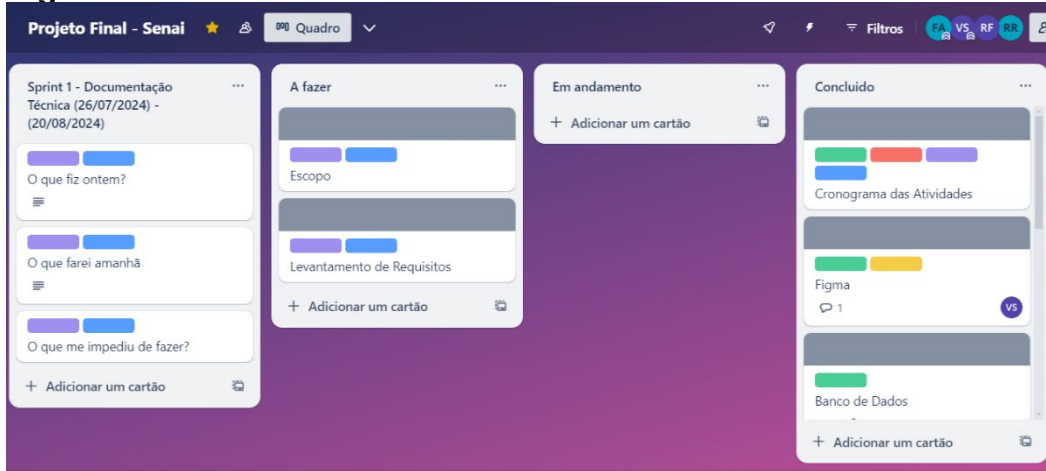 Projeto Final - Senai
Quadro
Filtros
FA
VS
RF
RR
Sprint 1 - Documentação
Técnica (26/07/2024) -
(20/08/2024)
O que fiz ontem?
O que farei amanhã
O que me impediu de fazer?
+ Adicionar um cartão
A fazer
Escopo
Levantamento de Requisitos
+ Adicionar um cartão
Em andamento
+ Adicionar um cartão
Concluido
Cronograma das Atividades
Figma
1
VS
Banco de Dados
+ Adicionar um cartão